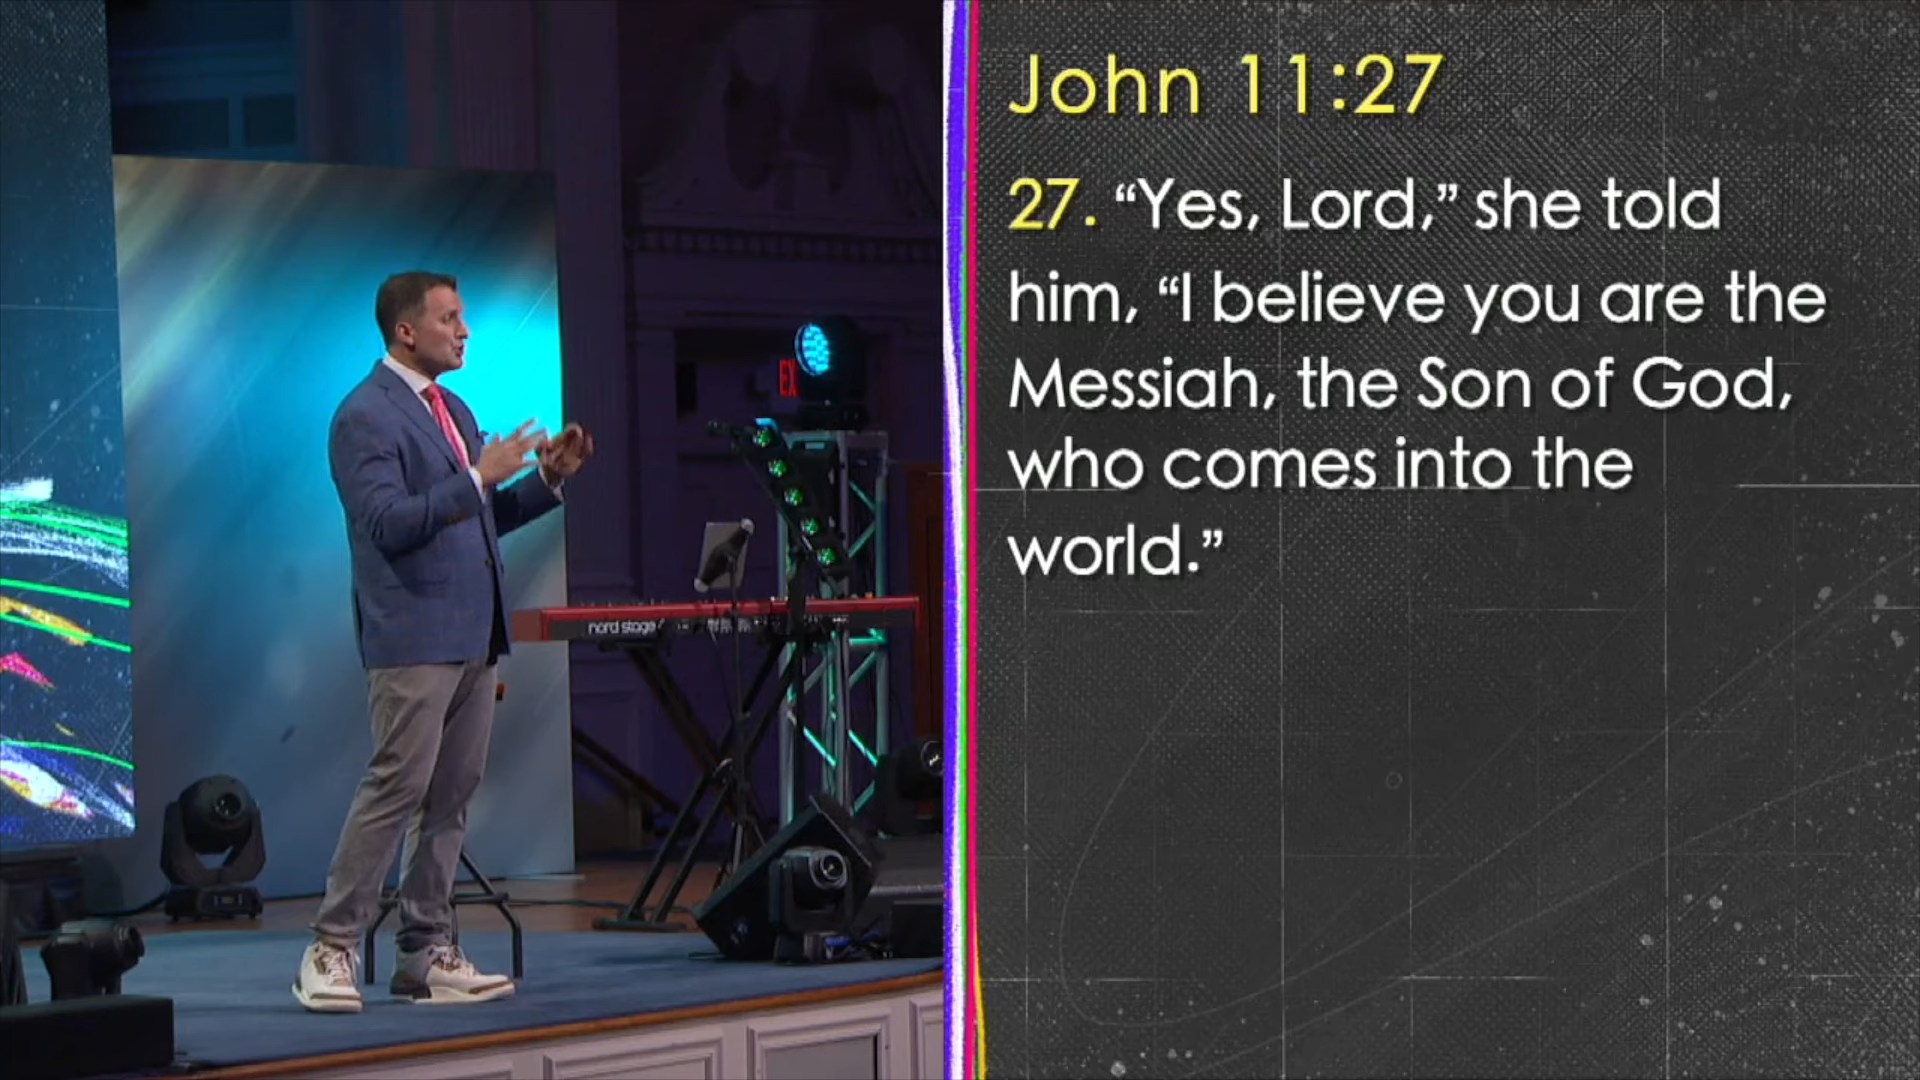 John 11:27
27. “Yes, Lord,” she told
him, “I believe you are the
Messiah, the Son of God,
who comes into the
world.”
EX
nord stage